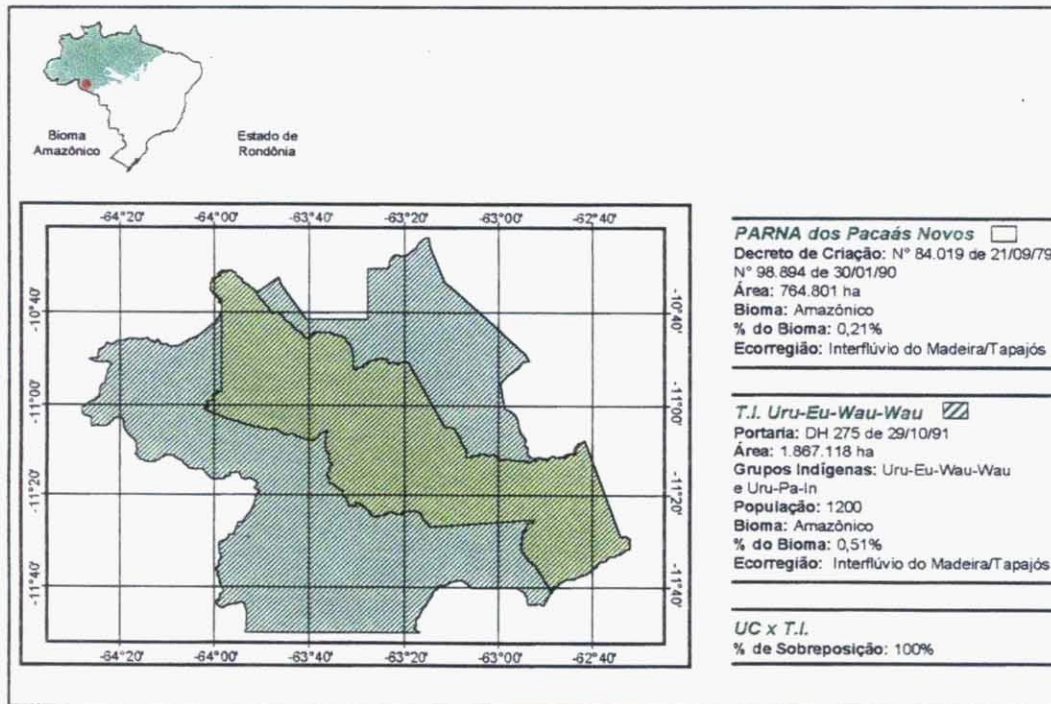 Bioma
Amazônico
Estado de
Rondônia
-64°20' -64°00' -63°40' -63°20' -63°00' -62°40'
-10°40' -10°40'
-11°00' -11°00'
-11°20' -11°20'
-11°40' -11°40'
-64°20' -64°00' -63°40' -63°20' -63°00' -62°40'
PARNA dos Pacaás Novos
Decreto de Criação: N° 84.019 de 21/09/79
N° 98.894 de 30/01/90
Área: 764.801 ha
Bioma: Amazônico
% do Bioma: 0,21%
Ecorregião: Interflúvio do Madeira/Tapajós
T.I. Uru-Eu-Wau-Wau
Portaria: DH 275 de 29/10/91
Área: 1.867.118 ha
Grupos Indígenas: Uru-Eu-Wau-Wau
e Uru-Pa-In
População: 1200
Bioma: Amazônico
% do Bioma: 0,51%
Ecorregião: Interflúvio do Madeira/Tapajós
UC x T.I.
% de Sobreposição: 100%